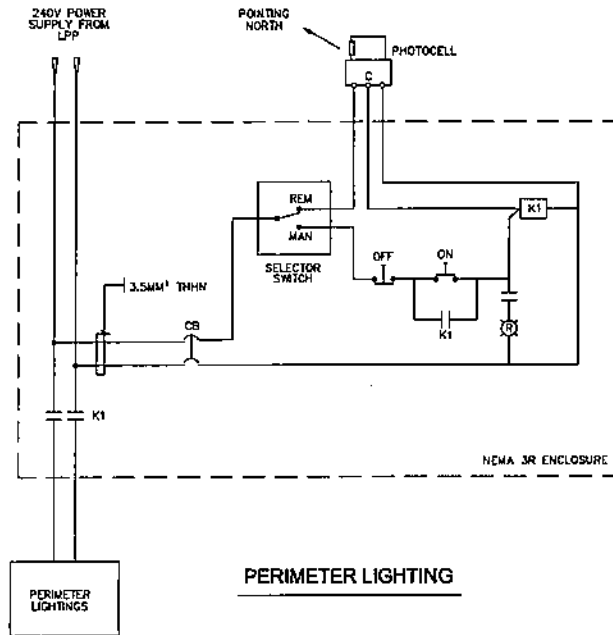 240V POWER
SUPPLY FROM
LPP
POINTING
NORTH
PHOTOCELL
C
REM
MAN
SELECTOR
SWITCH
K1
OFF
ON
K1
R
3.5MM² THHN
CB
K1
NEMA 3R ENCLOSURE
PERIMETER
LIGHTINGS
PERIMETER LIGHTING